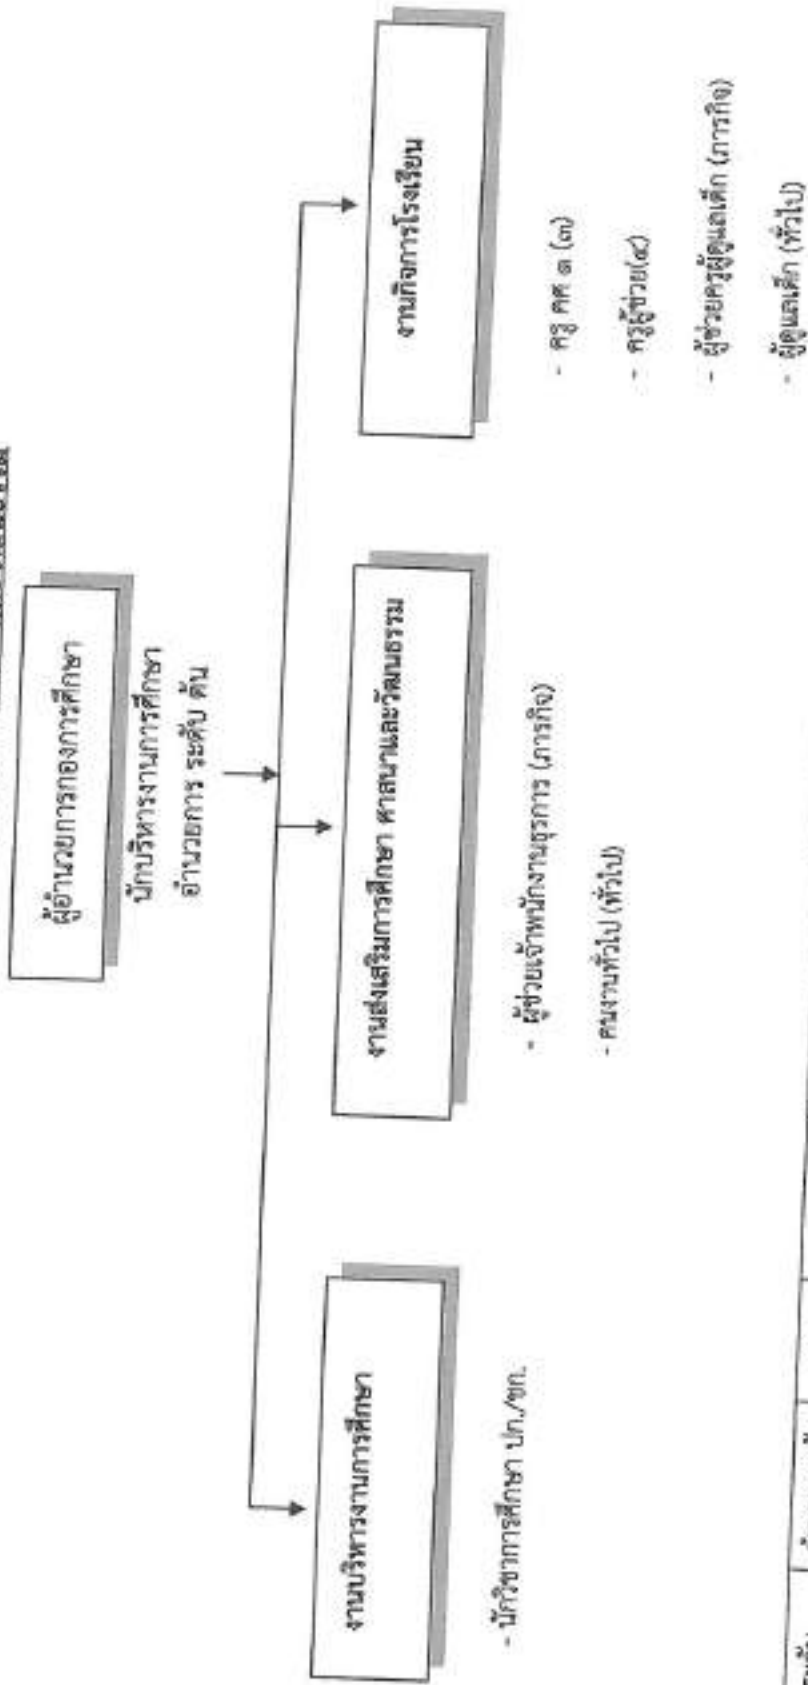 ผู้อำนวยการกองการศึกษา
นักบริหารงานการศึกษา
อำนวยการ ระดับ ต้น
งานบริหารงานการศึกษา
- นักวิชาการศึกษา ปก./ชก.
งานส่งเสริมการศึกษา ศาสนาและวัฒนธรรม
- ผู้ช่วยเจ้าพนักงานธุรการ (ภารกิจ)
- คนงานทั่วไป (ทั่วไป)
งานกิจการโรงเรียน
- ครู คศ ๑ (๓)
- ครูผู้ช่วย(๔)
- ผู้ช่วยครูผู้ดูแลเด็ก (ภารกิจ)
- ผู้ดูแลเด็ก (ทั่วไป)